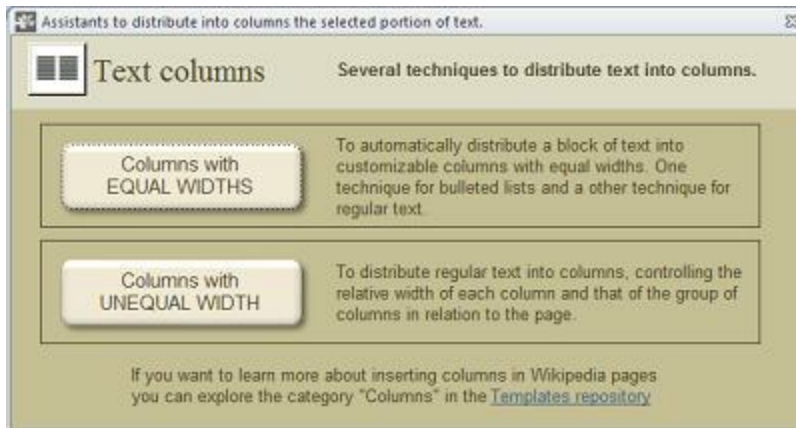 Assistants to distribute into columns the selected portion of text.
Text columns
Several techniques to distribute text into columns.
Columns with
EQUAL WIDTHS
To automatically distribute a block of text into
customizable columns with equal widths. One
technique for bulleted lists and a other technique for
regular text.
Columns with
UNEQUAL WIDTH
To distribute regular text into columns, controlling the
relative width of each column and that of the group of
columns in relation to the page.
If you want to learn more about inserting columns in Wikipedia pages
you can explore the category "Columns" in the Templates repository